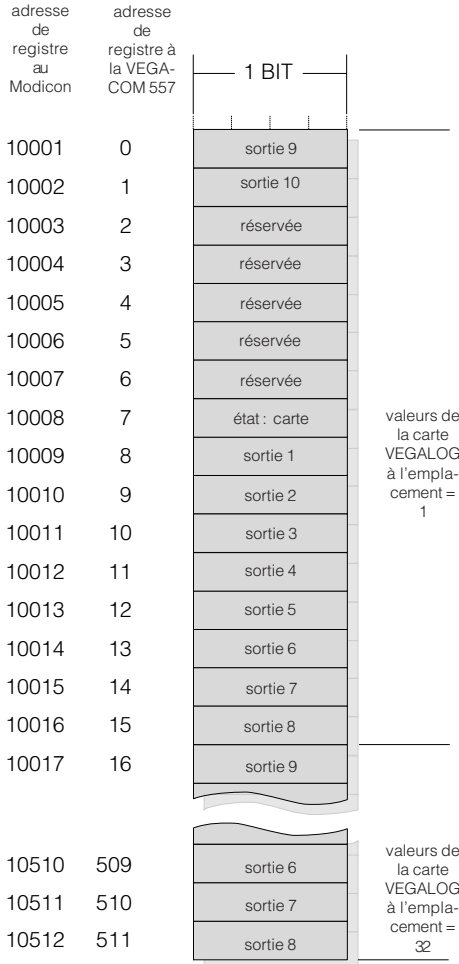 adresse
de
registre
au
Modicon
adresse
de
registre à
la VEGA-
COM 557
1 BIT
10001 0 sortie 9
10002 1 sortie 10
10003 2 réservée
10004 3 réservée
10005 4 réservée
10006 5 réservée
10007 6 réservée
10008 7 état : carte
10009 8 sortie 1
10010 9 sortie 2
10011 10 sortie 3
10012 11 sortie 4
10013 12 sortie 5
10014 13 sortie 6
10015 14 sortie 7
10016 15 sortie 8
valeurs de
la carte
VEGALOG
à l'empla-
cement =
1
10017 16 sortie 9
10510 509 sortie 6
10511 510 sortie 7
10512 511 sortie 8
valeurs de
la carte
VEGALOG
à l'empla-
cement =
32